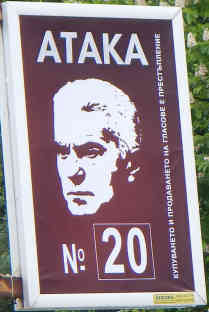 АТАКА
КУПУВАНЕТО И ПРОДАВАНЕТО НА ГЛАСОВЕ Е ПРЕСТЪПЛЕНИЕ
№ 20